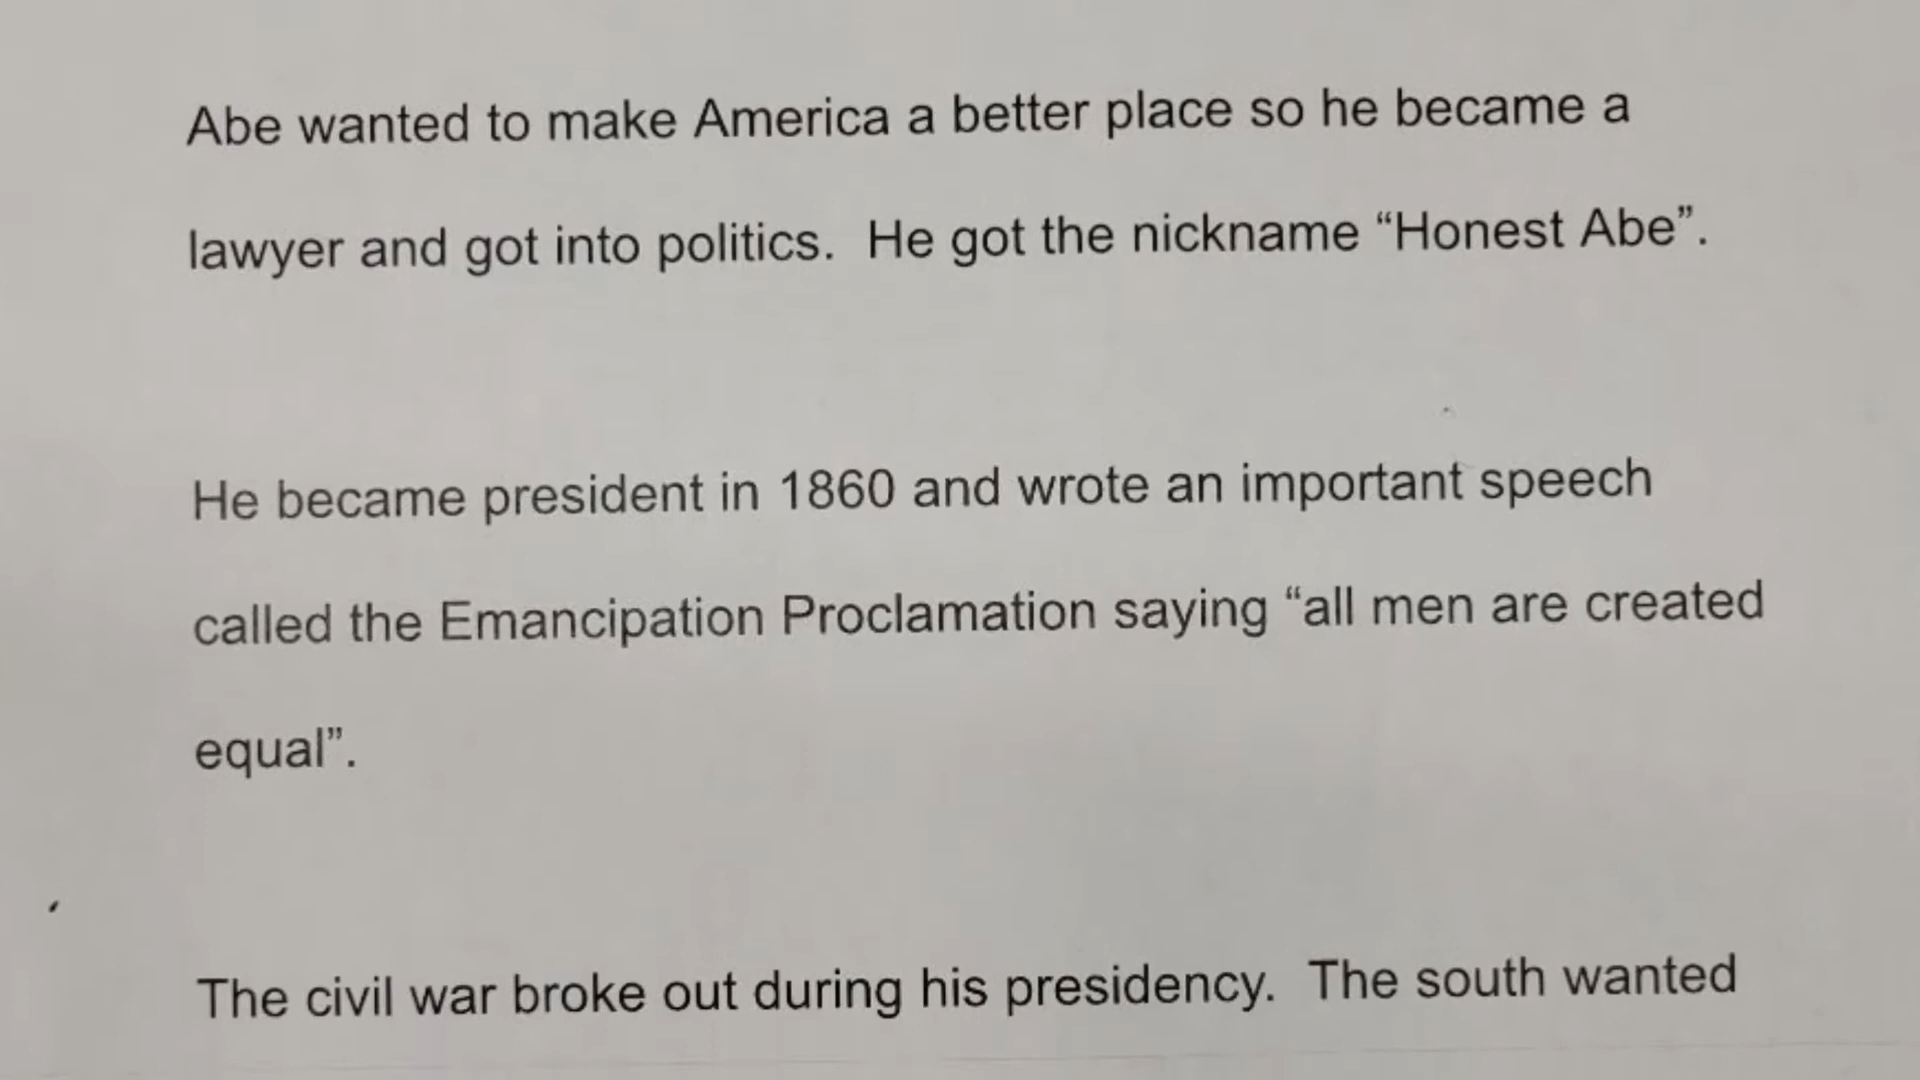 Abe wanted to make America a better place so he became a
lawyer and got into politics.  He got the nickname “Honest Abe”.
He became president in 1860 and wrote an important speech
called the Emancipation Proclamation saying “all men are created
equal”.
The civil war broke out during his presidency.  The south wanted